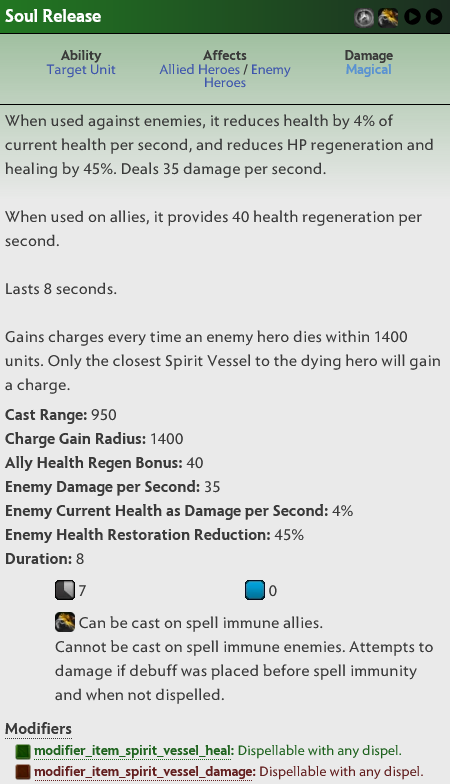 Soul Release
Ability
Affects
Damage
Target Unit
Allied Heroes / Enemy
Heroes
Magical
When used against enemies, it reduces health by 4% of
current health per second, and reduces HP regeneration and
healing by 45%. Deals 35 damage per second.
When used on allies, it provides 40 health regeneration per
second.
Lasts 8 seconds.
Gains charges every time an enemy hero dies within 1400
units. Only the closest Spirit Vessel to the dying hero will gain
a charge.
Cast Range: 950
Charge Gain Radius: 1400
Ally Health Regen Bonus: 40
Enemy Damage per Second: 35
Enemy Current Health as Damage per Second: 4%
Enemy Health Restoration Reduction: 45%
Duration: 8
7
0
Can be cast on spell immune allies.
Cannot be cast on spell immune enemies. Attempts to
damage if debuff was placed before spell immunity
and when not dispelled.
Modifiers
modifier_item_spirit_vessel_heal: Dispellable with any dispel.
modifier_item_spirit_vessel_damage: Dispellable with any dispel.